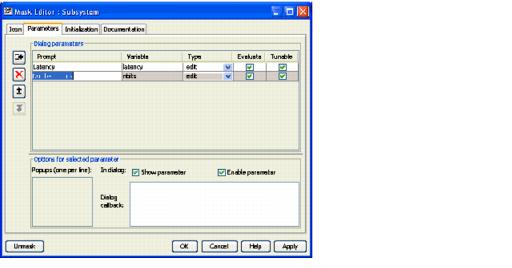 Mask Editor : Subsystem
Icon Parameters Initialization Documentation
Dialog parameters
Prompt Variable Type Evaluate Tunable
Latency latency edit
nbits edit
Options for selected parameter
Popups (one per line): In dialog: Show parameter Enable parameter
Dialog
callback:
Unmask OK Cancel Help Apply